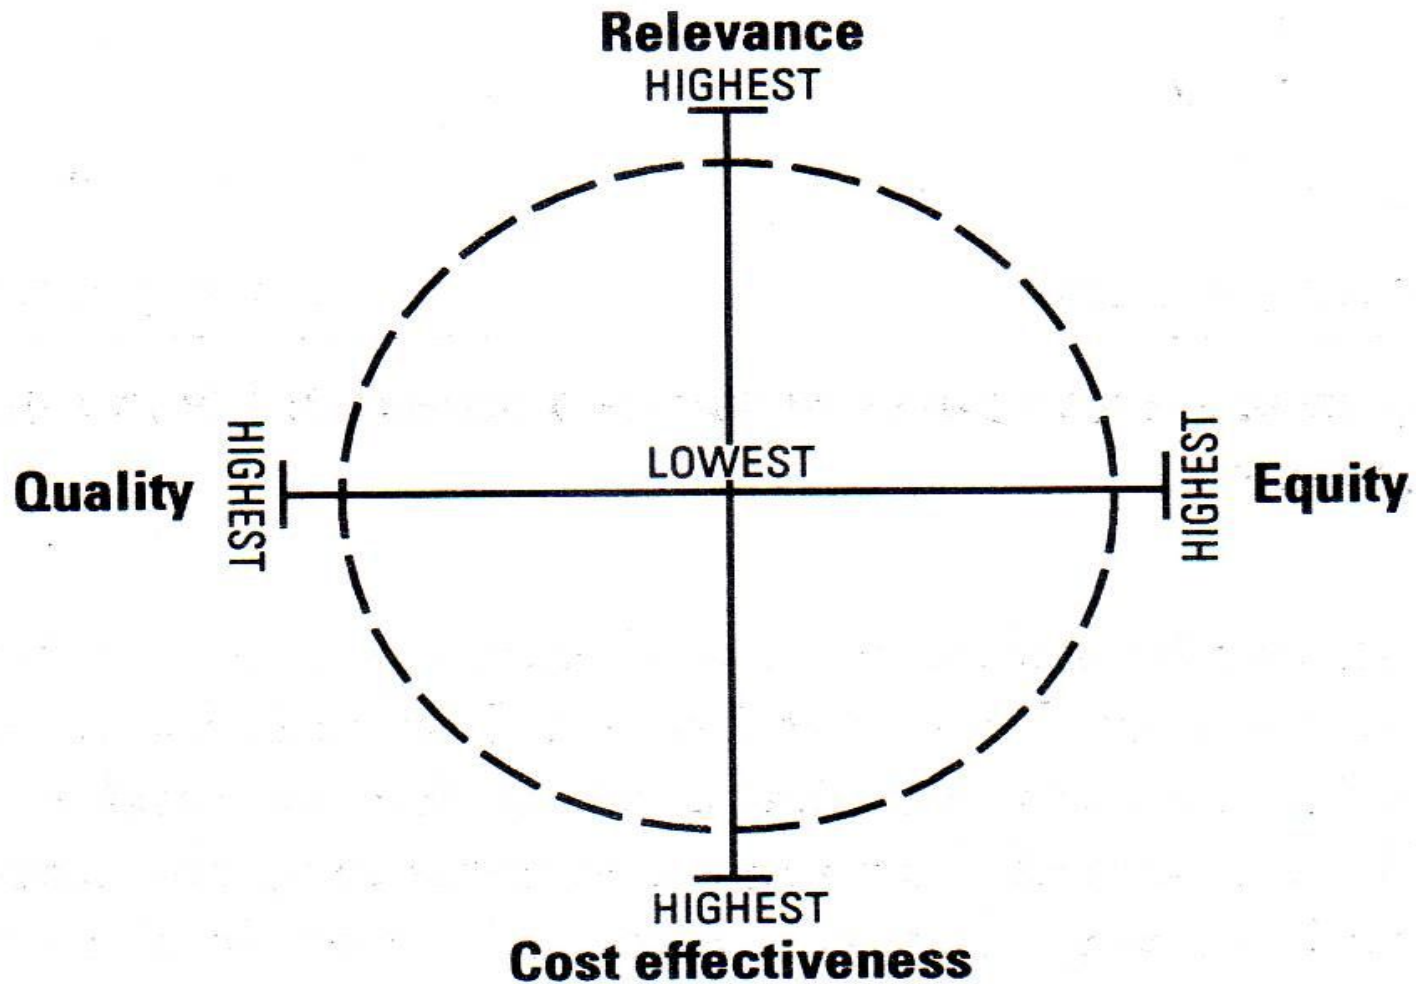 Relevance
HIGHEST
Quality
HIGHEST
LOWEST
HIGHEST
Equity
HIGHEST
Cost effectiveness